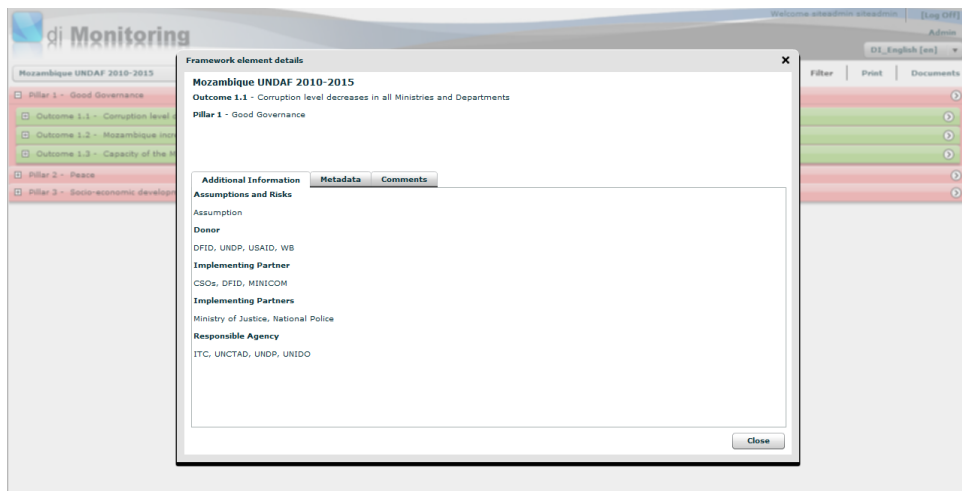 Welcome siteadmin siteadmin [Log Off]
di Monitoring
Admin
DI_English [en]
Mozambique UNDAF 2010-2015
Filter Print Documents
Pillar 1 - Good Governance
Outcome 1.1 - Corruption level
Outcome 1.2 - Mozambique
Outcome 1.3 - Capacity of the
Pillar 2 - Peace
Pillar 3 - Socio-economic
Framework element details
Mozambique UNDAF 2010-2015
Outcome 1.1 - Corruption level decreases in all Ministries and Departments
Pillar 1 - Good Governance
Additional Information Metadata Comments
Assumptions and Risks
Assumption
Donor
DFID, UNDP, USAID, WB
Implementing Partner
CSOs, DFID, MINICOM
Implementing Partners
Ministry of Justice, National Police
Responsible Agency
ITC, UNCTAD, UNDP, UNIDO
Close